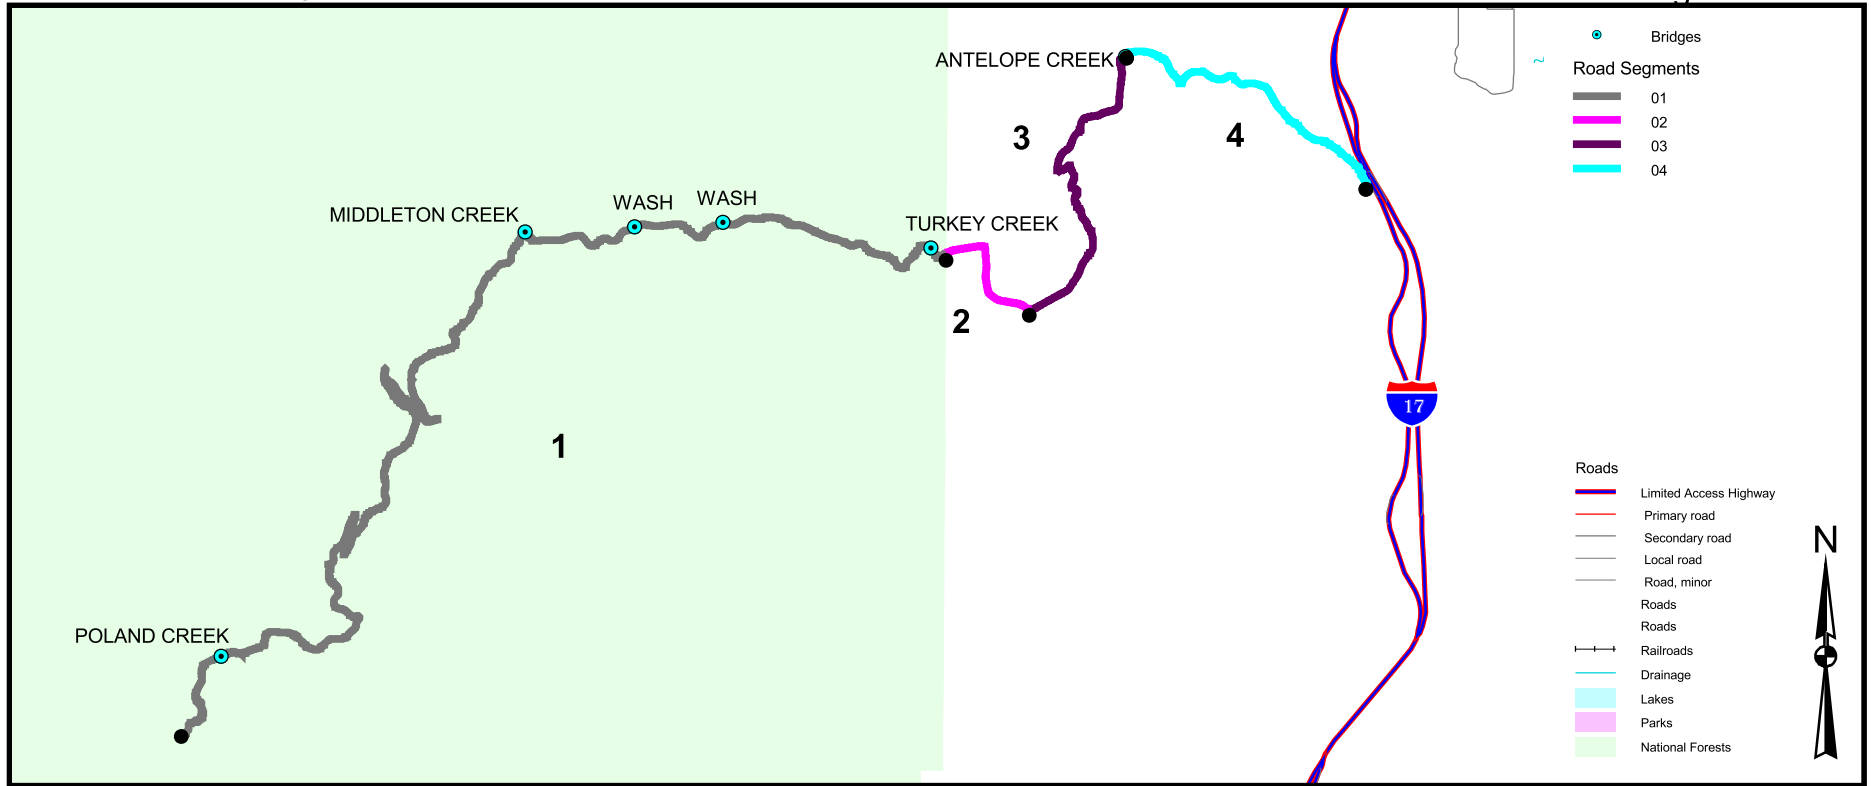 Bridges
ANTELOPE CREEK
Road Segments
01
02
03
04
3
4
MIDDLETON CREEK
WASH
WASH
TURKEY CREEK
2
17
1
Roads
Limited Access Highway
Primary road
Secondary road
Local road
Road, minor
Roads
Roads
Railroads
Drainage
Lakes
Parks
National Forests
N
POLAND CREEK